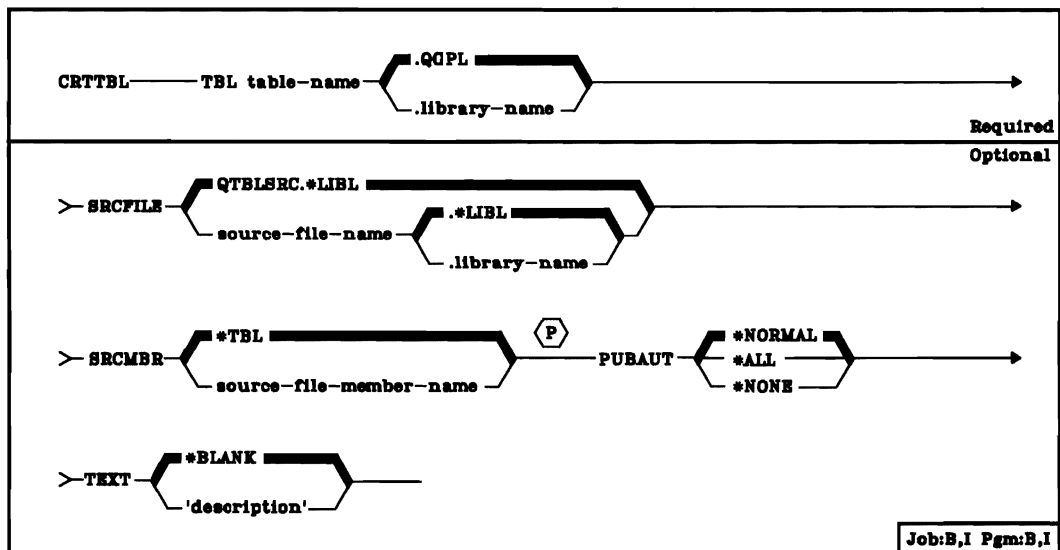 .QGPL
CRTTBL TBL table-name
.library-name
Required
Optional
QTBLSRC.*LIBL
SRCFILE
.*LIBL
source-file-name
.library-name
*TBL P *NORMAL
SRCMBR PUBAUT *ALL
source-file-member-name *NONE
*BLANK
TEXT
'description'
Job:B,I Pgm:B,I